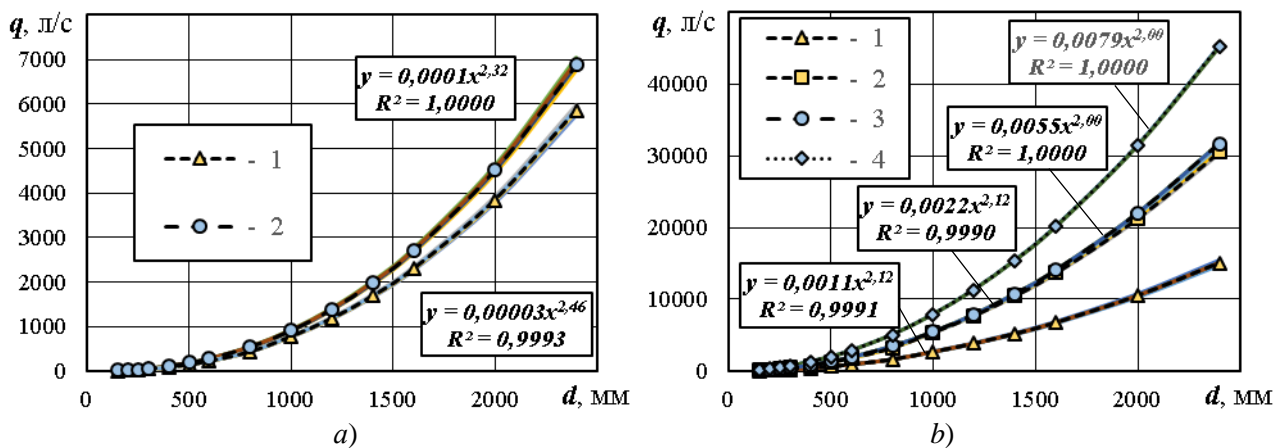 q, л/с
7000
6000
5000
4000
3000
2000
1000
0
y = 0,0001x^2,32
R² = 1,0000
- 1
- 2
y = 0,00003x^2,46
R² = 0,9993
0
500
1000
1500
2000
d, мм
a)
q, л/с
40000
30000
20000
10000
0
- 1
- 2
- 3
- 4
y = 0,0079x^2,00
R² = 1,0000
y = 0,0055x^2,00
R² = 1,0000
y = 0,0022x^2,12
R² = 0,9990
y = 0,0011x^2,12
R² = 0,9991
0
500
1000
1500
2000
d, мм
b)